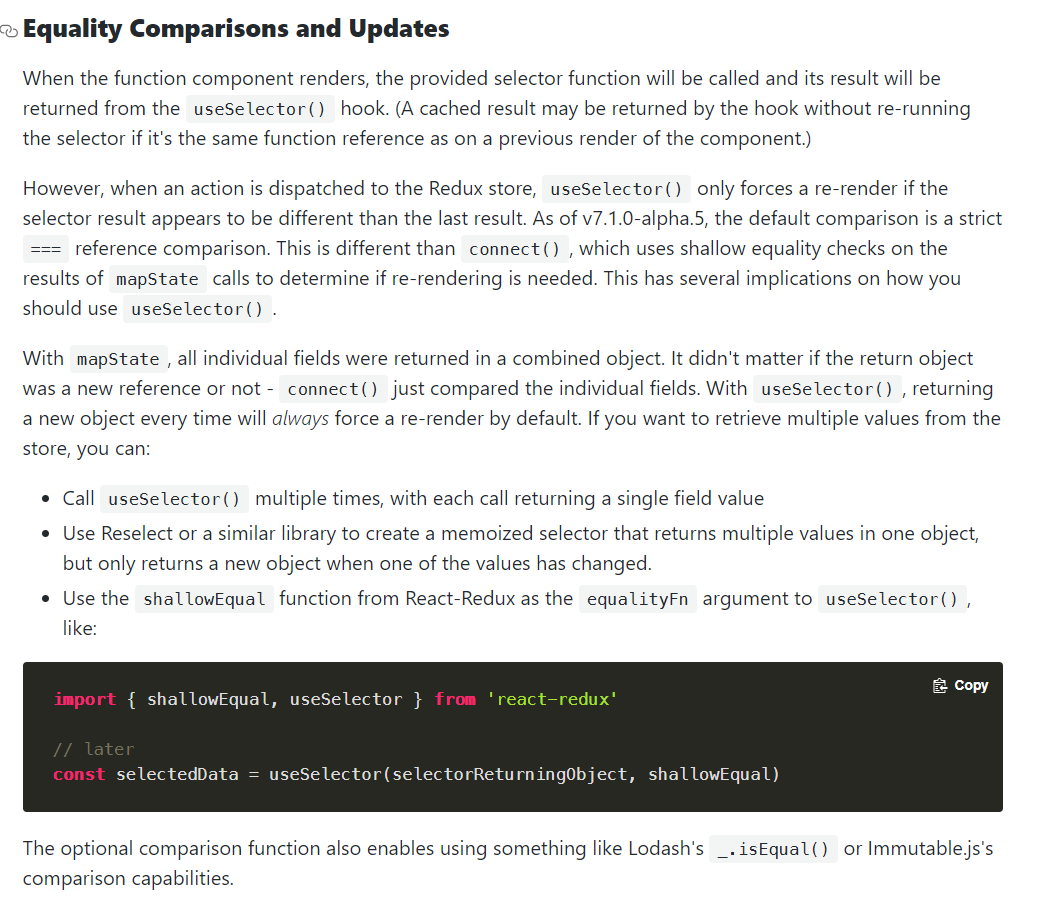 Equality Comparisons and Updates
When the function component renders, the provided selector function will be called and its result will be
returned from the useSelector() hook. (A cached result may be returned by the hook without re-running
the selector if it's the same function reference as on a previous render of the component.)
However, when an action is dispatched to the Redux store, useSelector() only forces a re-render if the
selector result appears to be different than the last result. As of v7.1.0-alpha.5, the default comparison is a strict
=== reference comparison. This is different than connect(), which uses shallow equality checks on the
results of mapState calls to determine if re-rendering is needed. This has several implications on how you
should use useSelector().
With mapState, all individual fields were returned in a combined object. It didn't matter if the return object
was a new reference or not - connect() just compared the individual fields. With useSelector(), returning
a new object every time will always force a re-render by default. If you want to retrieve multiple values from the
store, you can:
• Call useSelector() multiple times, with each call returning a single field value
• Use Reselect or a similar library to create a memoized selector that returns multiple values in one object,
but only returns a new object when one of the values has changed.
• Use the shallowEqual function from React-Redux as the equalityFn argument to useSelector(),
like:
Copy
import { shallowEqual, useSelector } from 'react-redux'
// later
const selectedData = useSelector(selectorReturningObject, shallowEqual)
The optional comparison function also enables using something like Lodash's _.isEqual() or Immutable.js's
comparison capabilities.